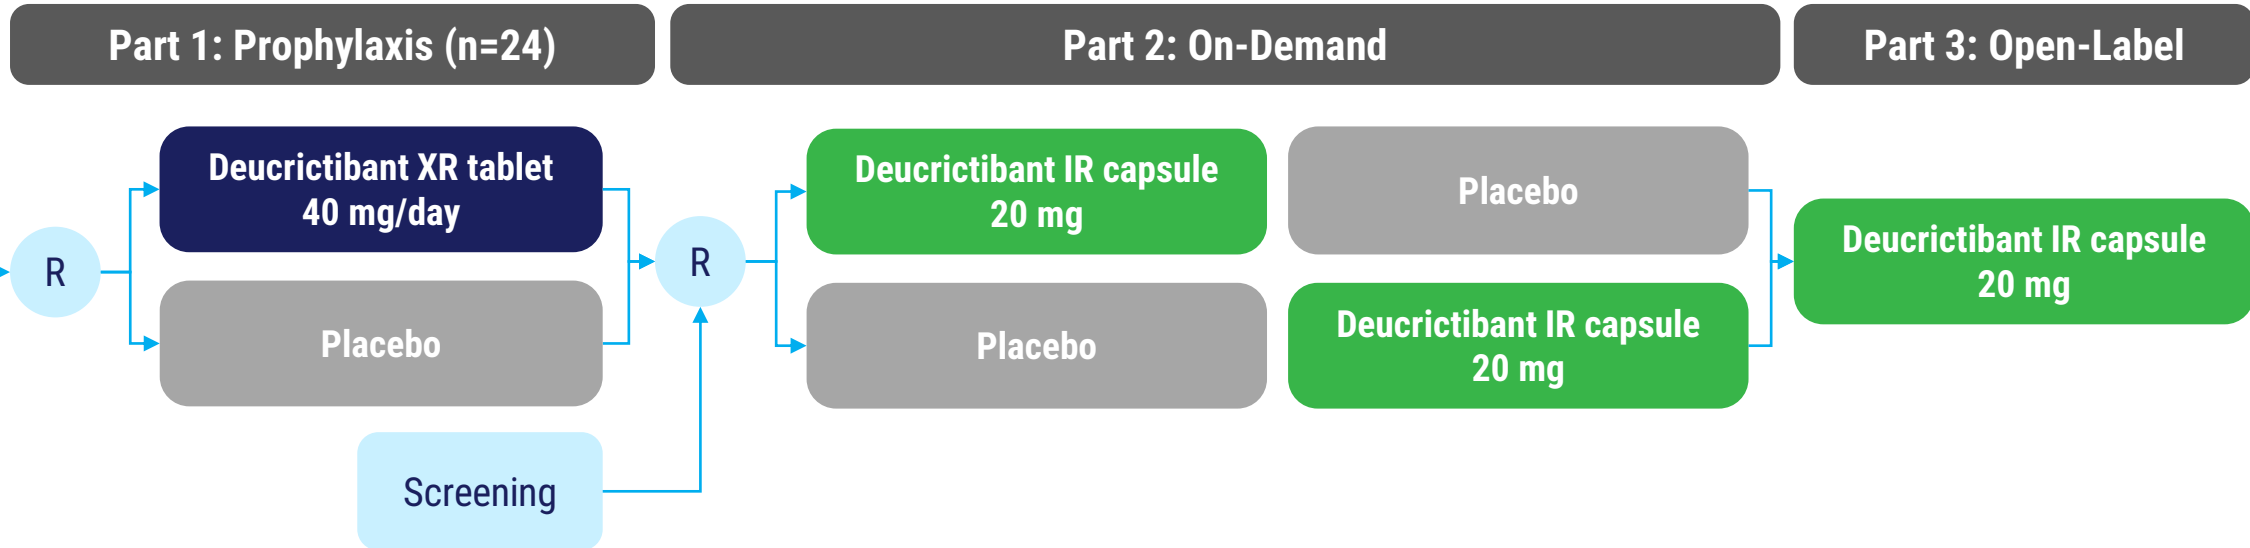 Part 1: Prophylaxis (n=24)
Part 2: On-Demand
Part 3: Open-Label
R
Deucrictibant XR tablet
40 mg/day
Placebo
Screening
R
Deucrictibant IR capsule
20 mg
Placebo
Placebo
Deucrictibant IR capsule
20 mg
Deucrictibant IR capsule
20 mg